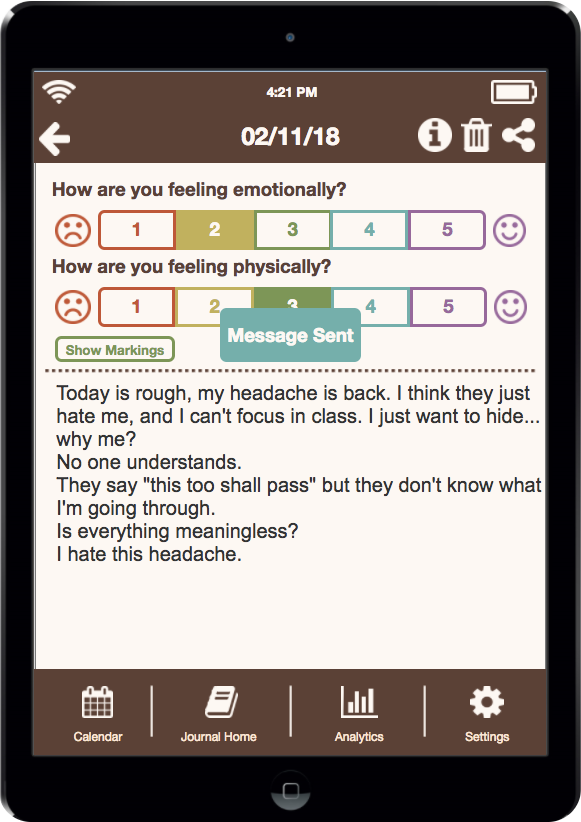 4:21 PM
02/11/18
How are you feeling emotionally?
1 2 3 4 5
How are you feeling physically?
1 2 3 4 5
Message Sent
Show Markings
Today is rough, my headache is back. I think they just
hate me, and I can't focus in class. I just want to hide...
why me?
No one understands.
They say "this too shall pass" but they don't know what
I'm going through.
Is everything meaningless?
I hate this headache.
Calendar Journal Home Analytics Settings